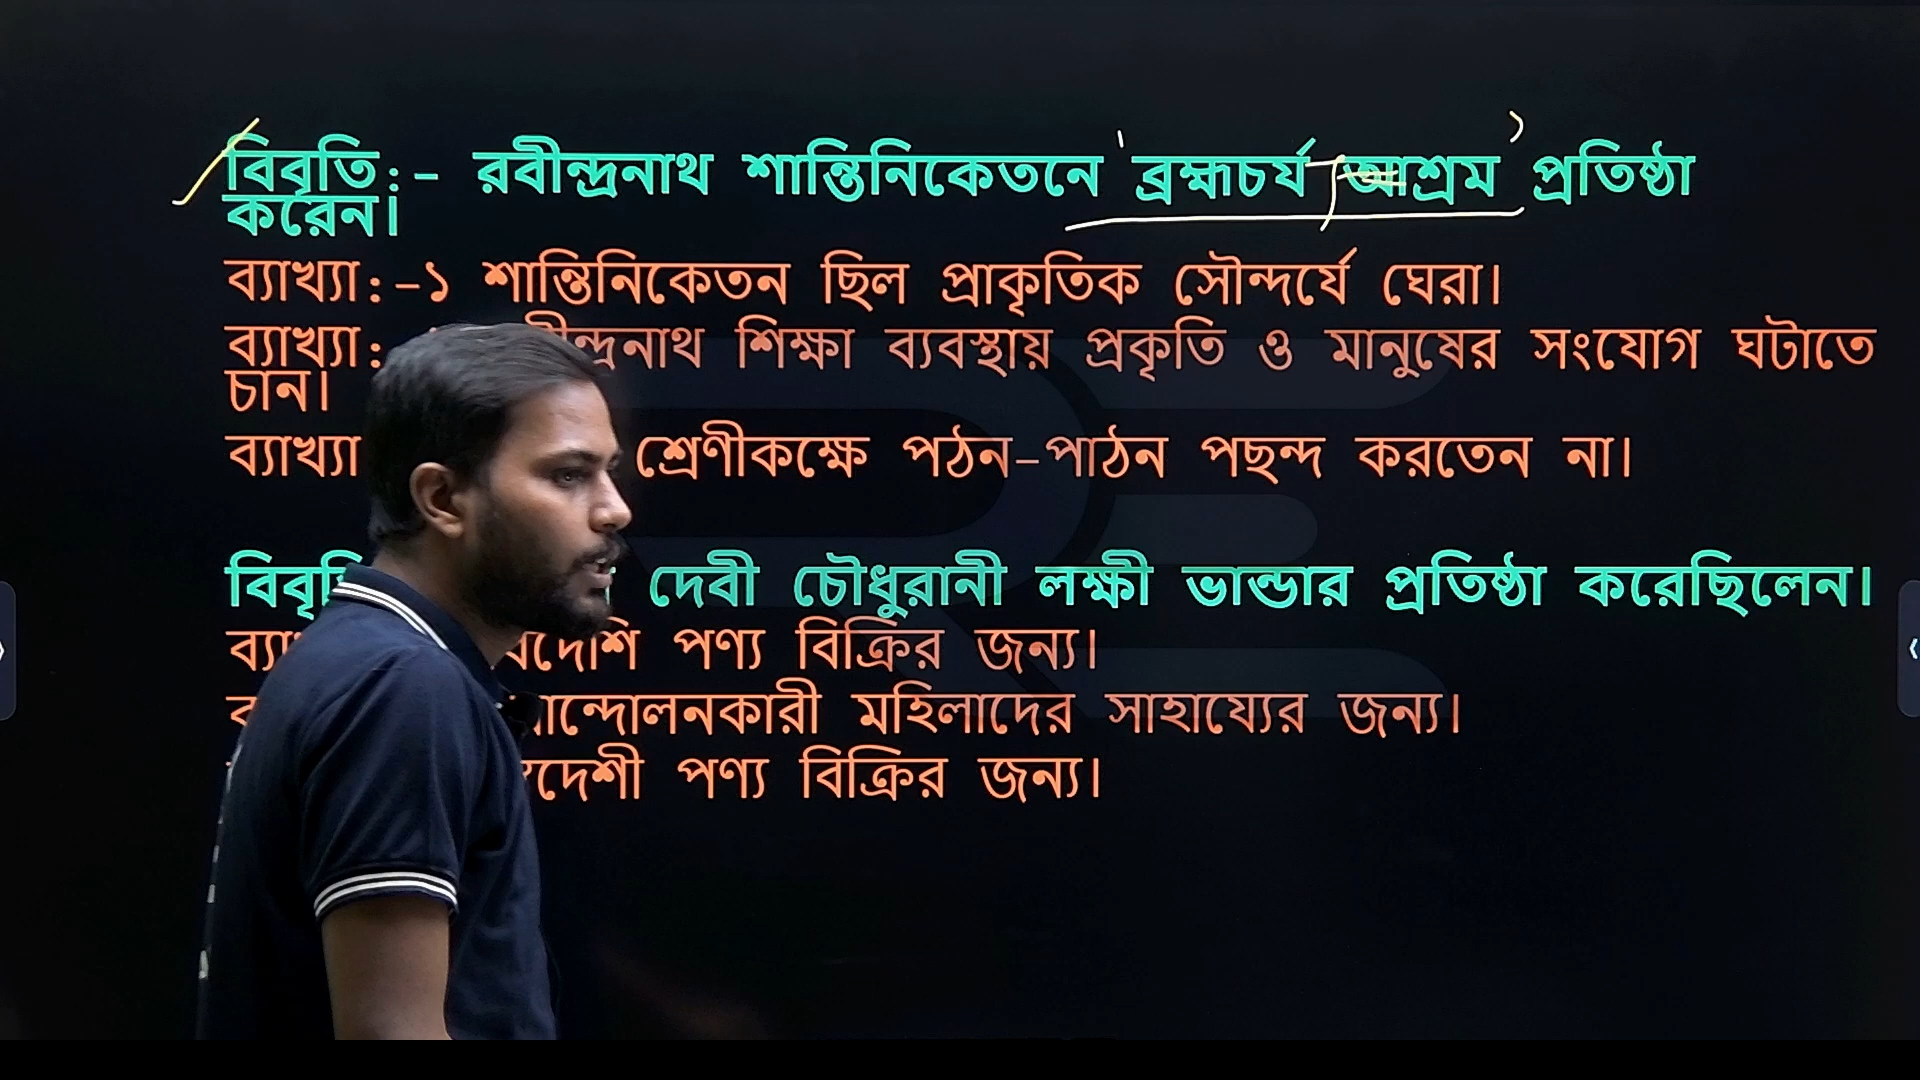 বিবৃতি:- রবীন্দ্রনাথ শান্তিনিকেতনে 'ব্রহ্মচর্য আশ্রম' প্রতিষ্ঠা
করেন।
ব্যাখ্যা:-১ শান্তিনিকেতন ছিল প্রাকৃতিক সৌন্দর্যে ঘেরা।
ব্যাখ্যা: শিক্ষা ব্যবস্থায় প্রকৃতি ও মানুষের সংযোগ ঘটাতে
চান।
ব্যাখ্যা শ্রেণীকক্ষে পঠন-পাঠন পছন্দ করতেন না।
দেবী চৌধুরানী লক্ষী ভান্ডার প্রতিষ্ঠা করেছিলেন।
পণ্য বিক্রির জন্য।
মহিলাদের সাহায্যের জন্য।
পণ্য বিক্রির জন্য।